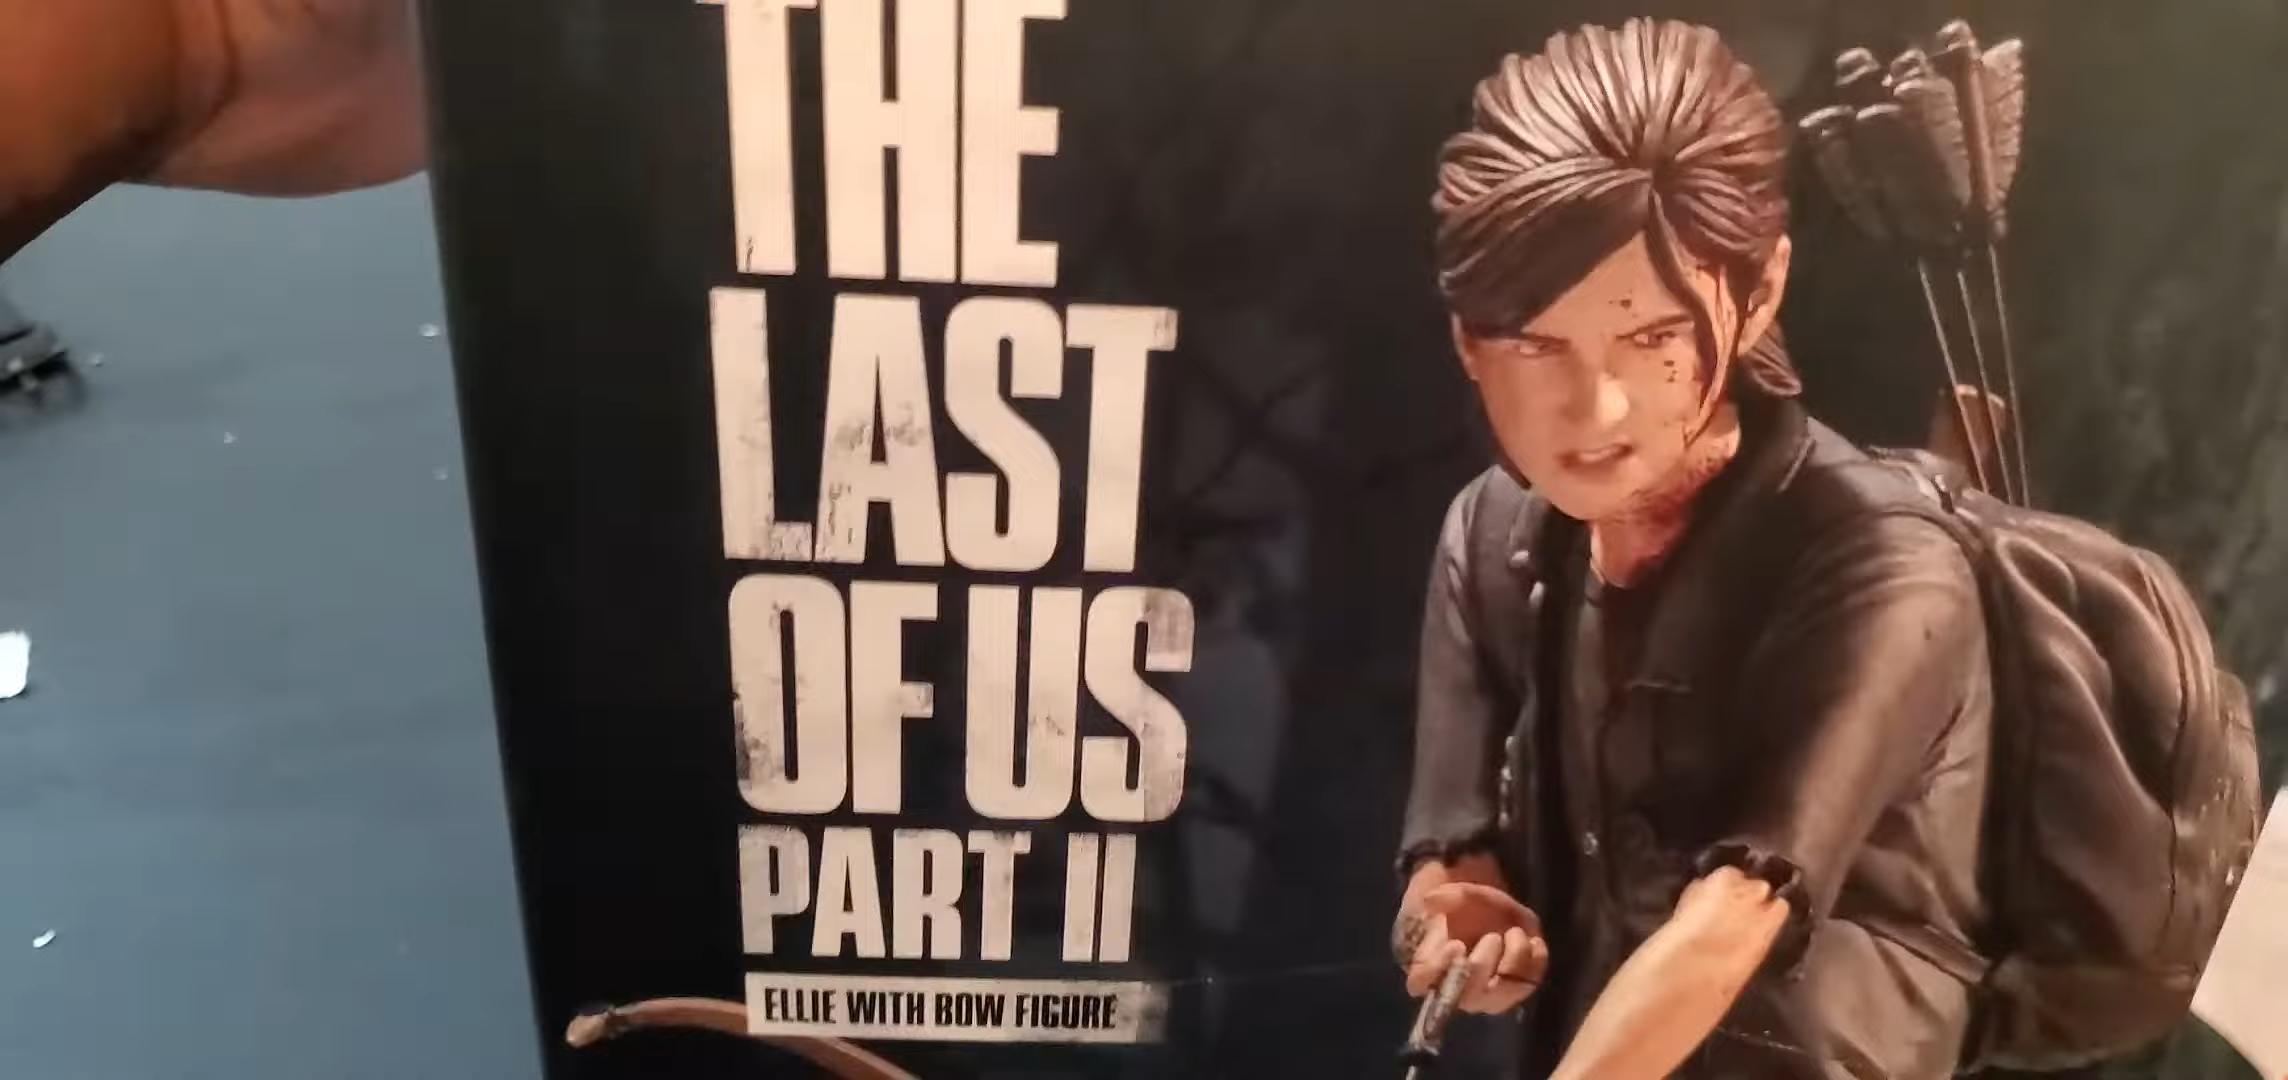 THE
LAST
OF US
PART II
ELLIE WITH BOW FIGURE